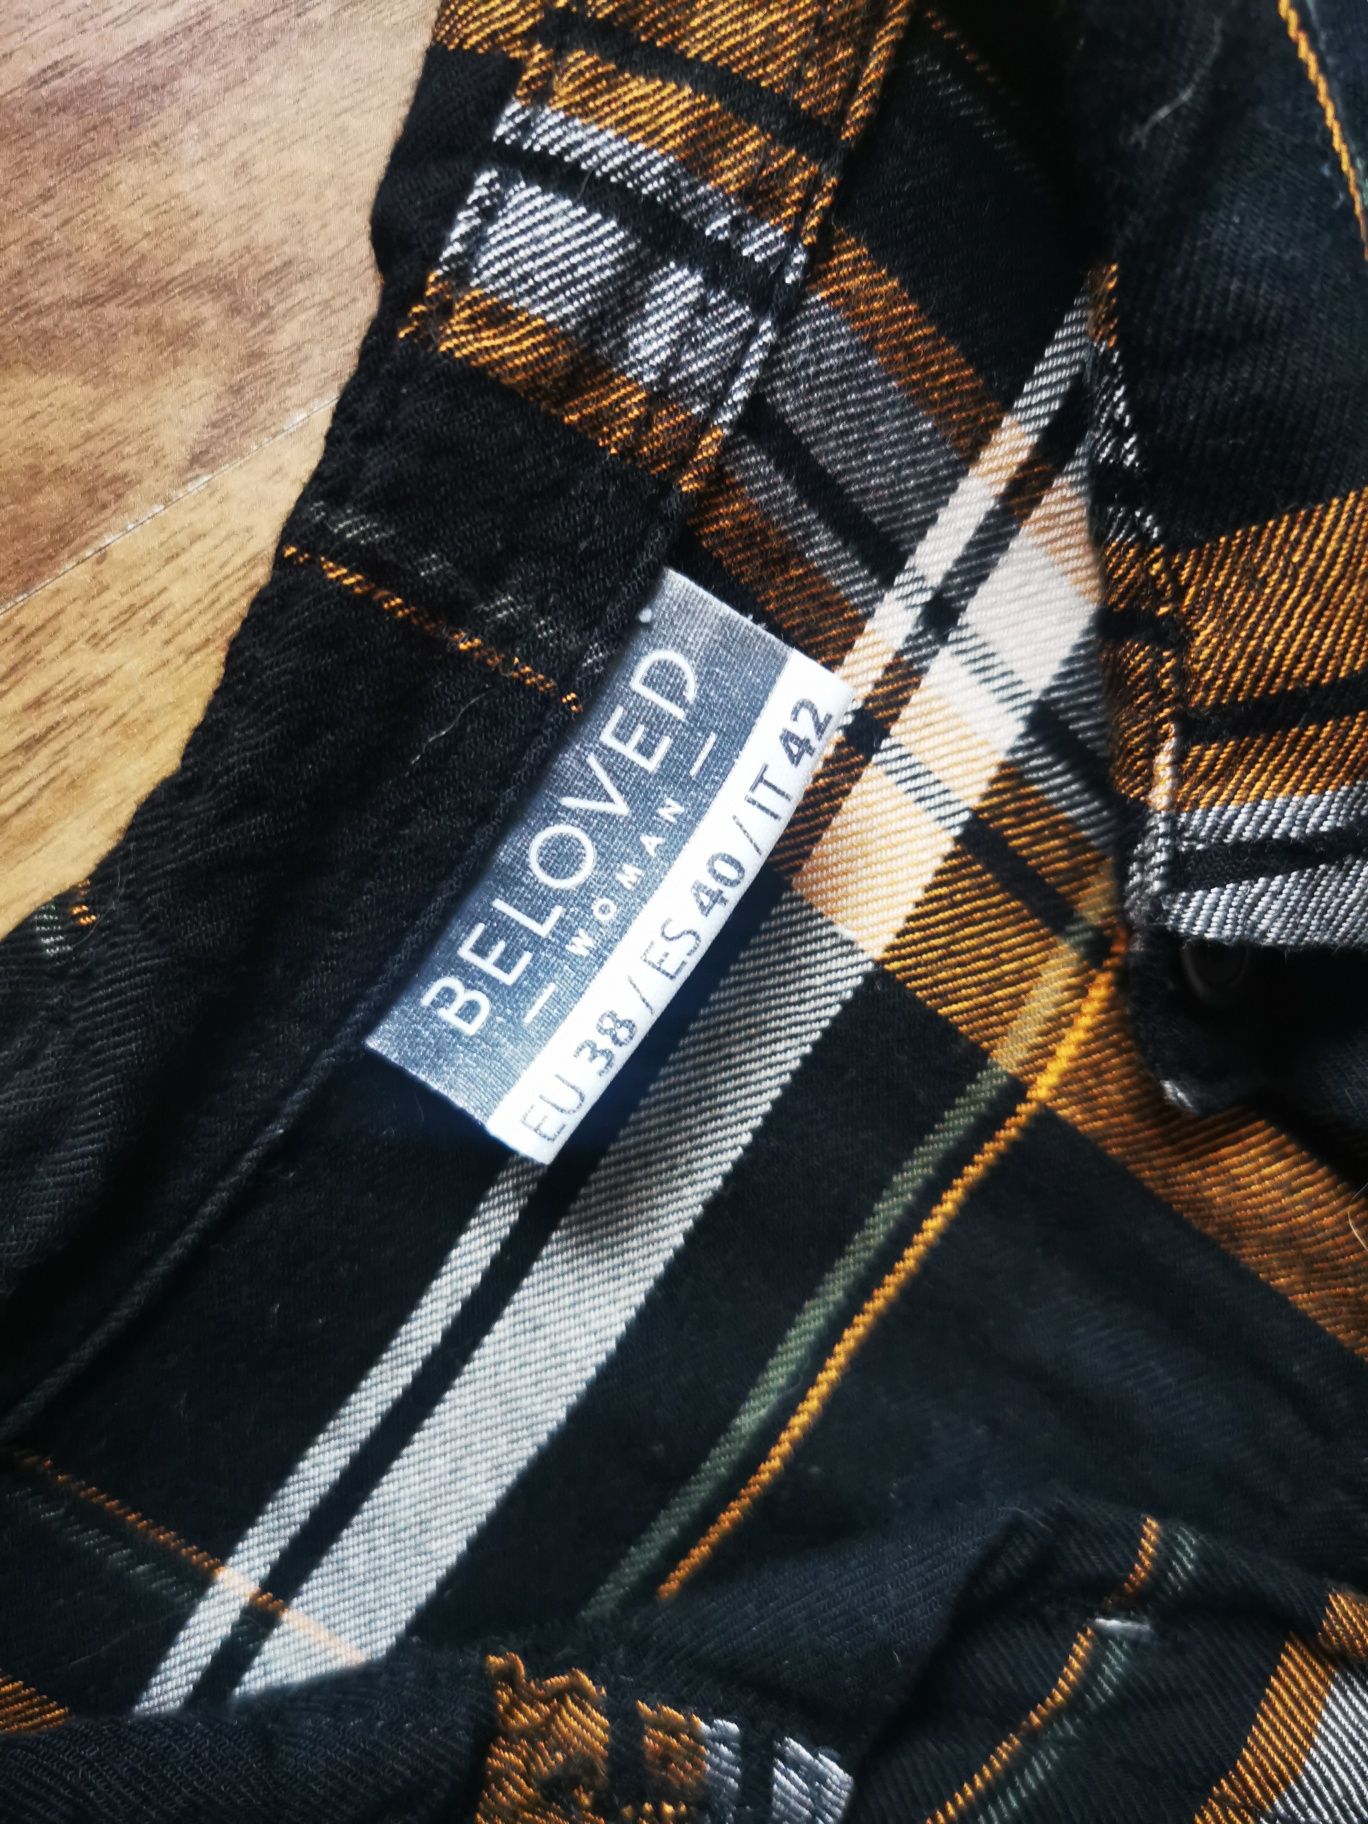 BELOVED
WOMAN
EU 38 / ES 40 / IT 42